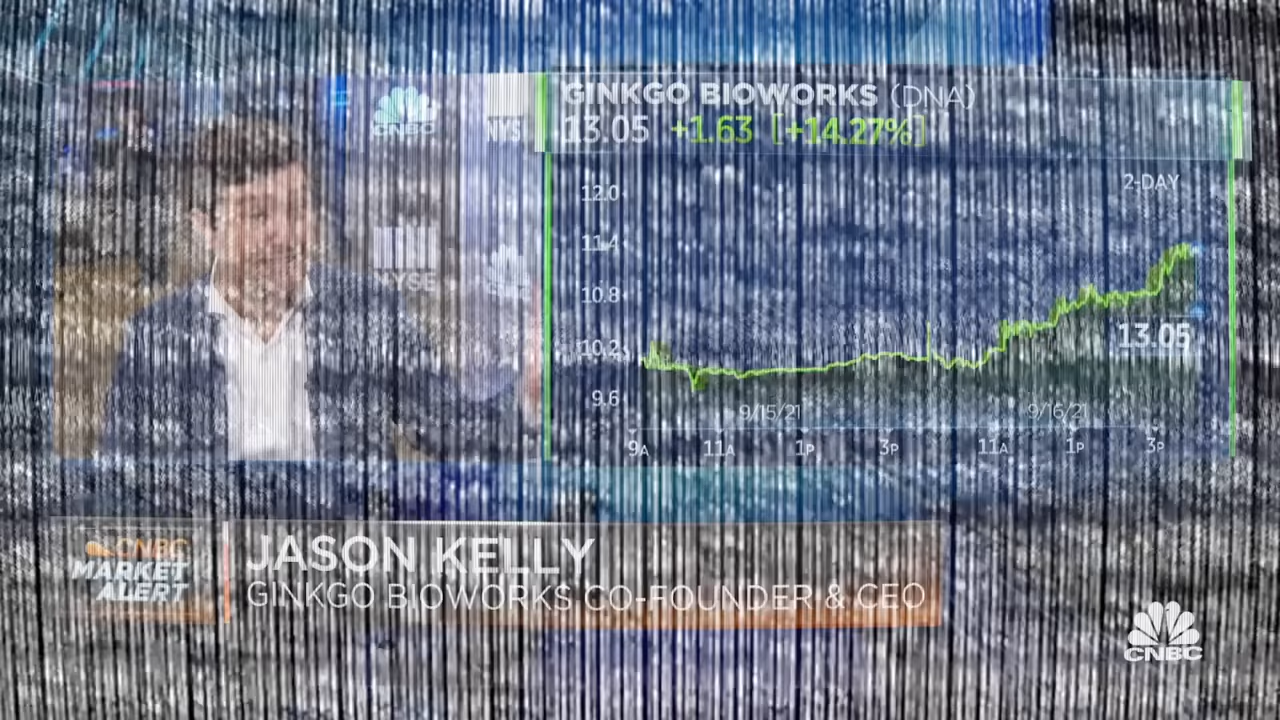 CNBC
NYS
NYSE
GINKGO BIOWORKS (DNA)
13.05 +1.63 [+14.27%]
2-DAY
12.0
11.4
10.8
10.2
9.6
13.05
9/15/21 9/16/21
9A 11A 1P 3P 11A 1P 3P
CNBC
MARKET
ALERT
JASON KELLY
GINKGO BIOWORKS CO-FOUNDER & CEO
CNBC